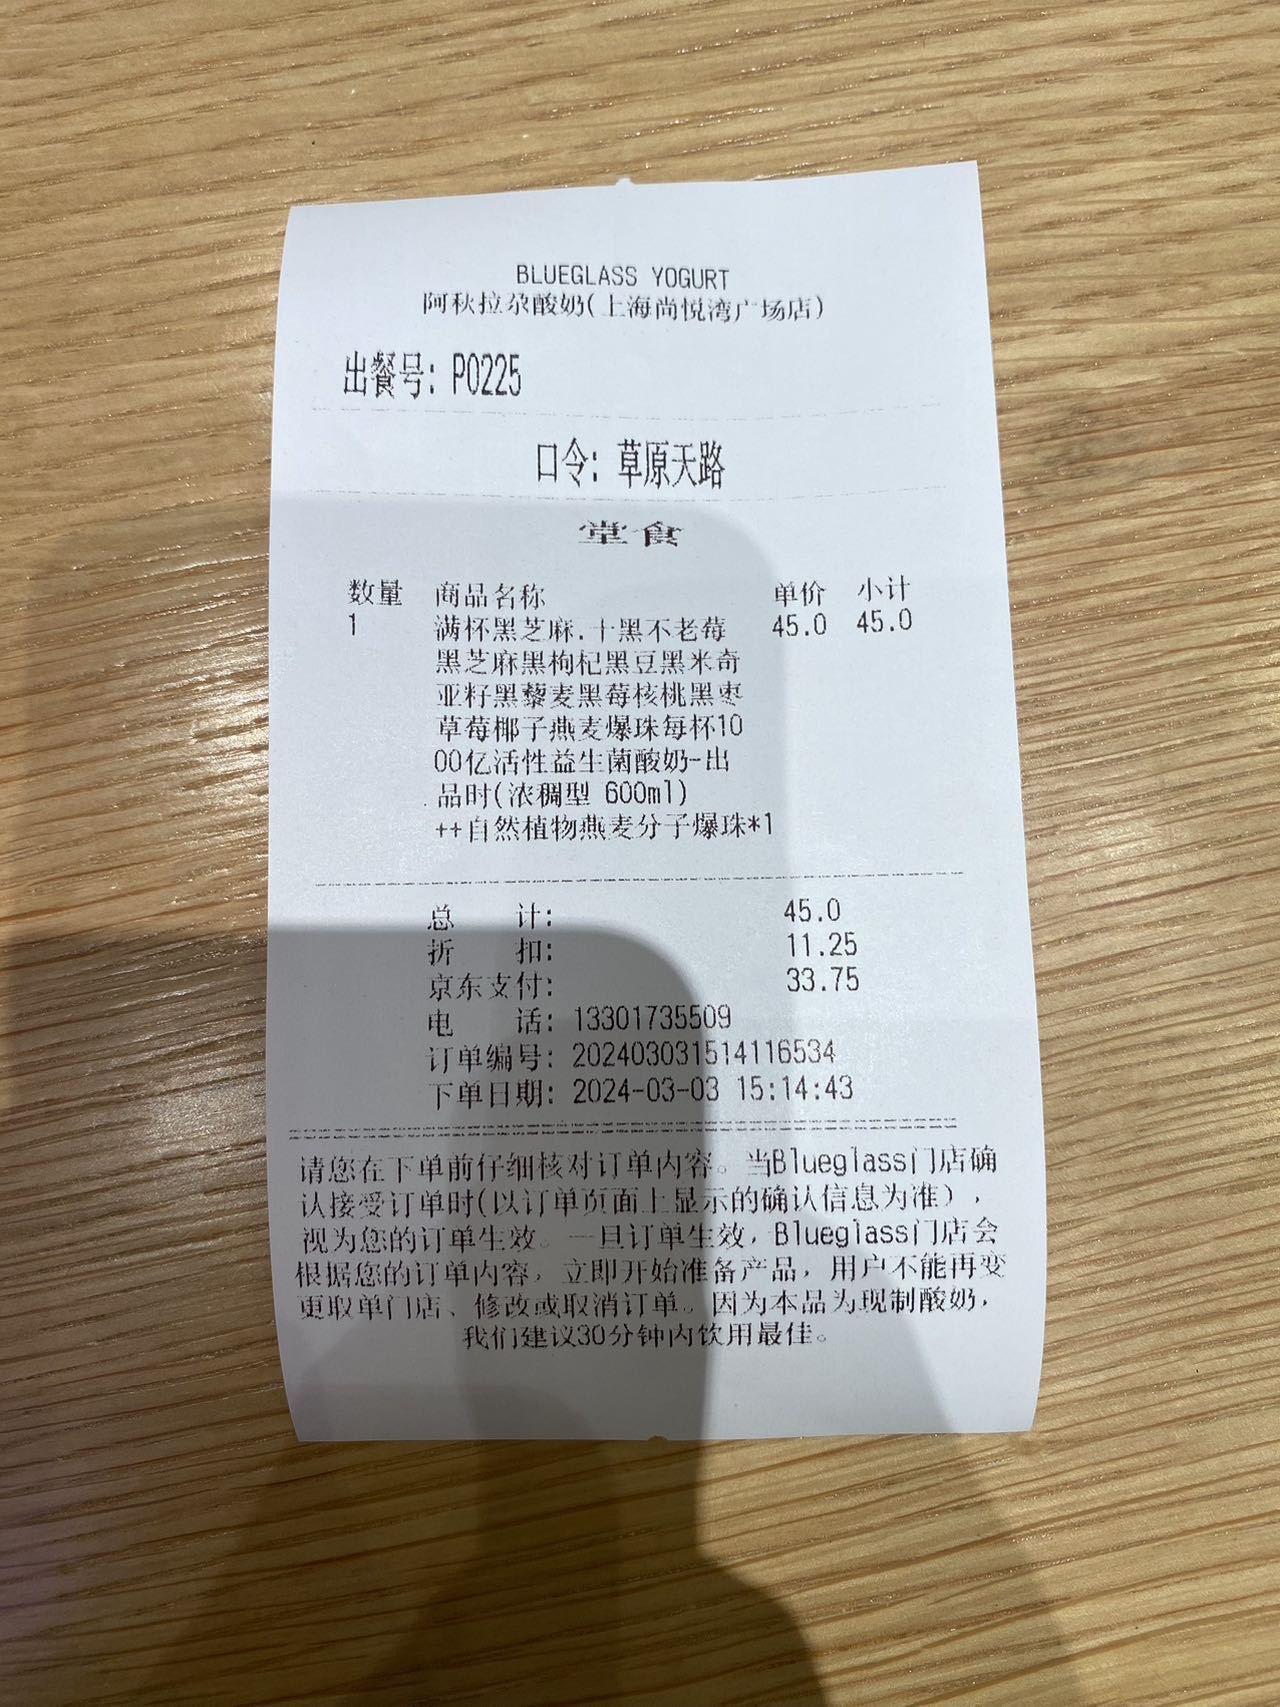 BLUEGLASS YOGURT
阿秋拉尕酸奶(上海尚悦湾广场店)
出餐号: P0225
口令: 草原天路
堂食
数量 商品名称 单价 小计
1 满杯黑芝麻.十黑不老莓 45.0 45.0
黑芝麻黑枸杞黑豆黑米奇
亚籽黑藜麦黑莓核桃黑枣
草莓椰子燕麦爆珠每杯10
00亿活性益生菌酸奶-出
品时(浓稠型 600ml)
++自然植物燕麦分子爆珠*1
总 计: 45.0
折 扣: 11.25
京东支付: 33.75
电 话: 13301735509
订单编号: 202403031514116534
下单日期: 2024-03-03 15:14:43
请您在下单前仔细核对订单内容。当Blueglass门店确
认接受订单时(以订单页面上显示的确认信息为准),
视为您的订单生效。一旦订单生效, Blueglass门店会
根据您的订单内容, 立即开始准备产品, 用户不能再变
更取单门店、修改或取消订单。因为本品为现制酸奶,
我们建议30分钟内饮用最佳。